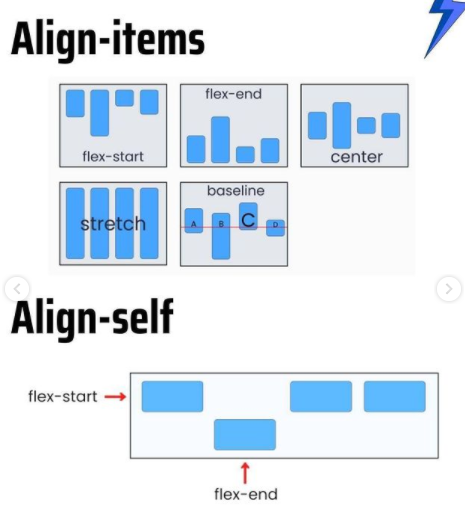 Align-items
flex-start
flex-end
center
stretch
baseline
A B C D
Align-self
flex-start
flex-end